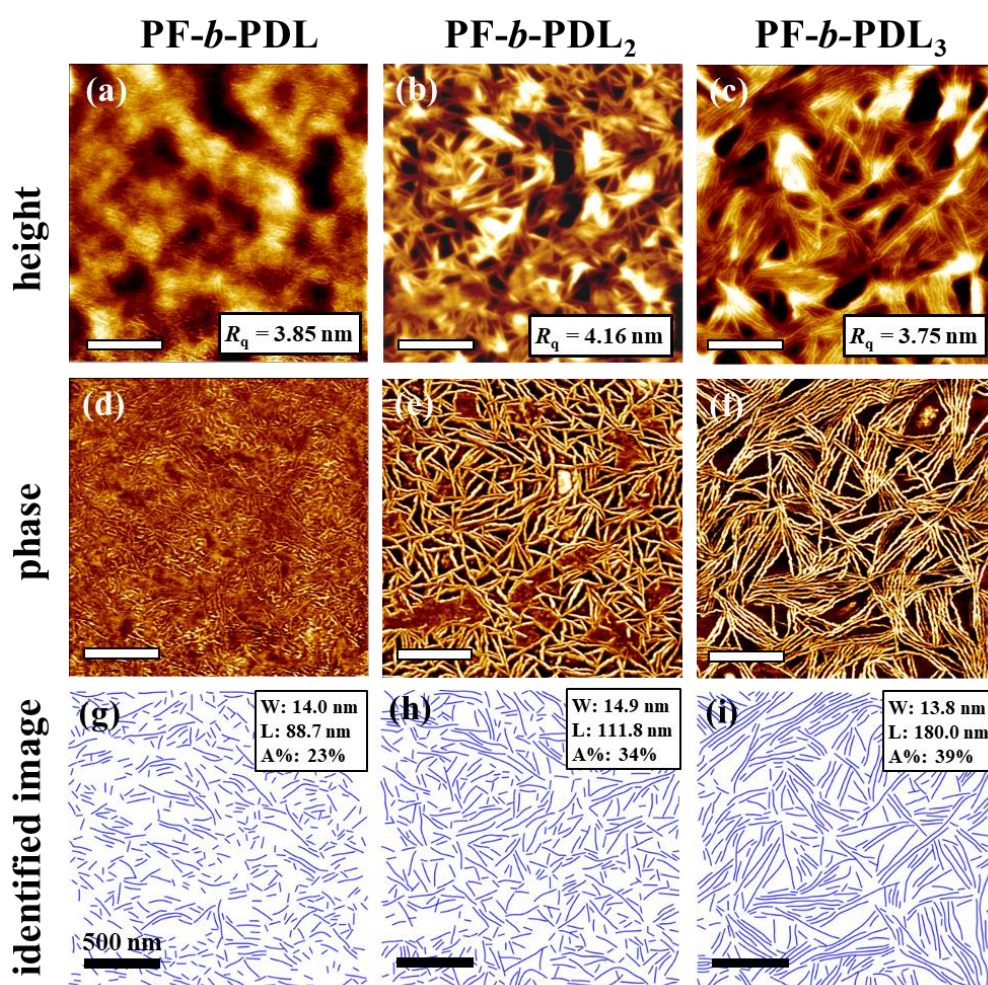 PF-b-PDL PF-b-PDL₂ PF-b-PDL₃
height
(a) (b) (c)
Rq = 3.85 nm Rq = 4.16 nm Rq = 3.75 nm
phase
(d) (e) (f)
identified image
(g) (h) (i)
W: 14.0 nm
L: 88.7 nm
A%: 23%
W: 14.9 nm
L: 111.8 nm
A%: 34%
W: 13.8 nm
L: 180.0 nm
A%: 39%
500 nm